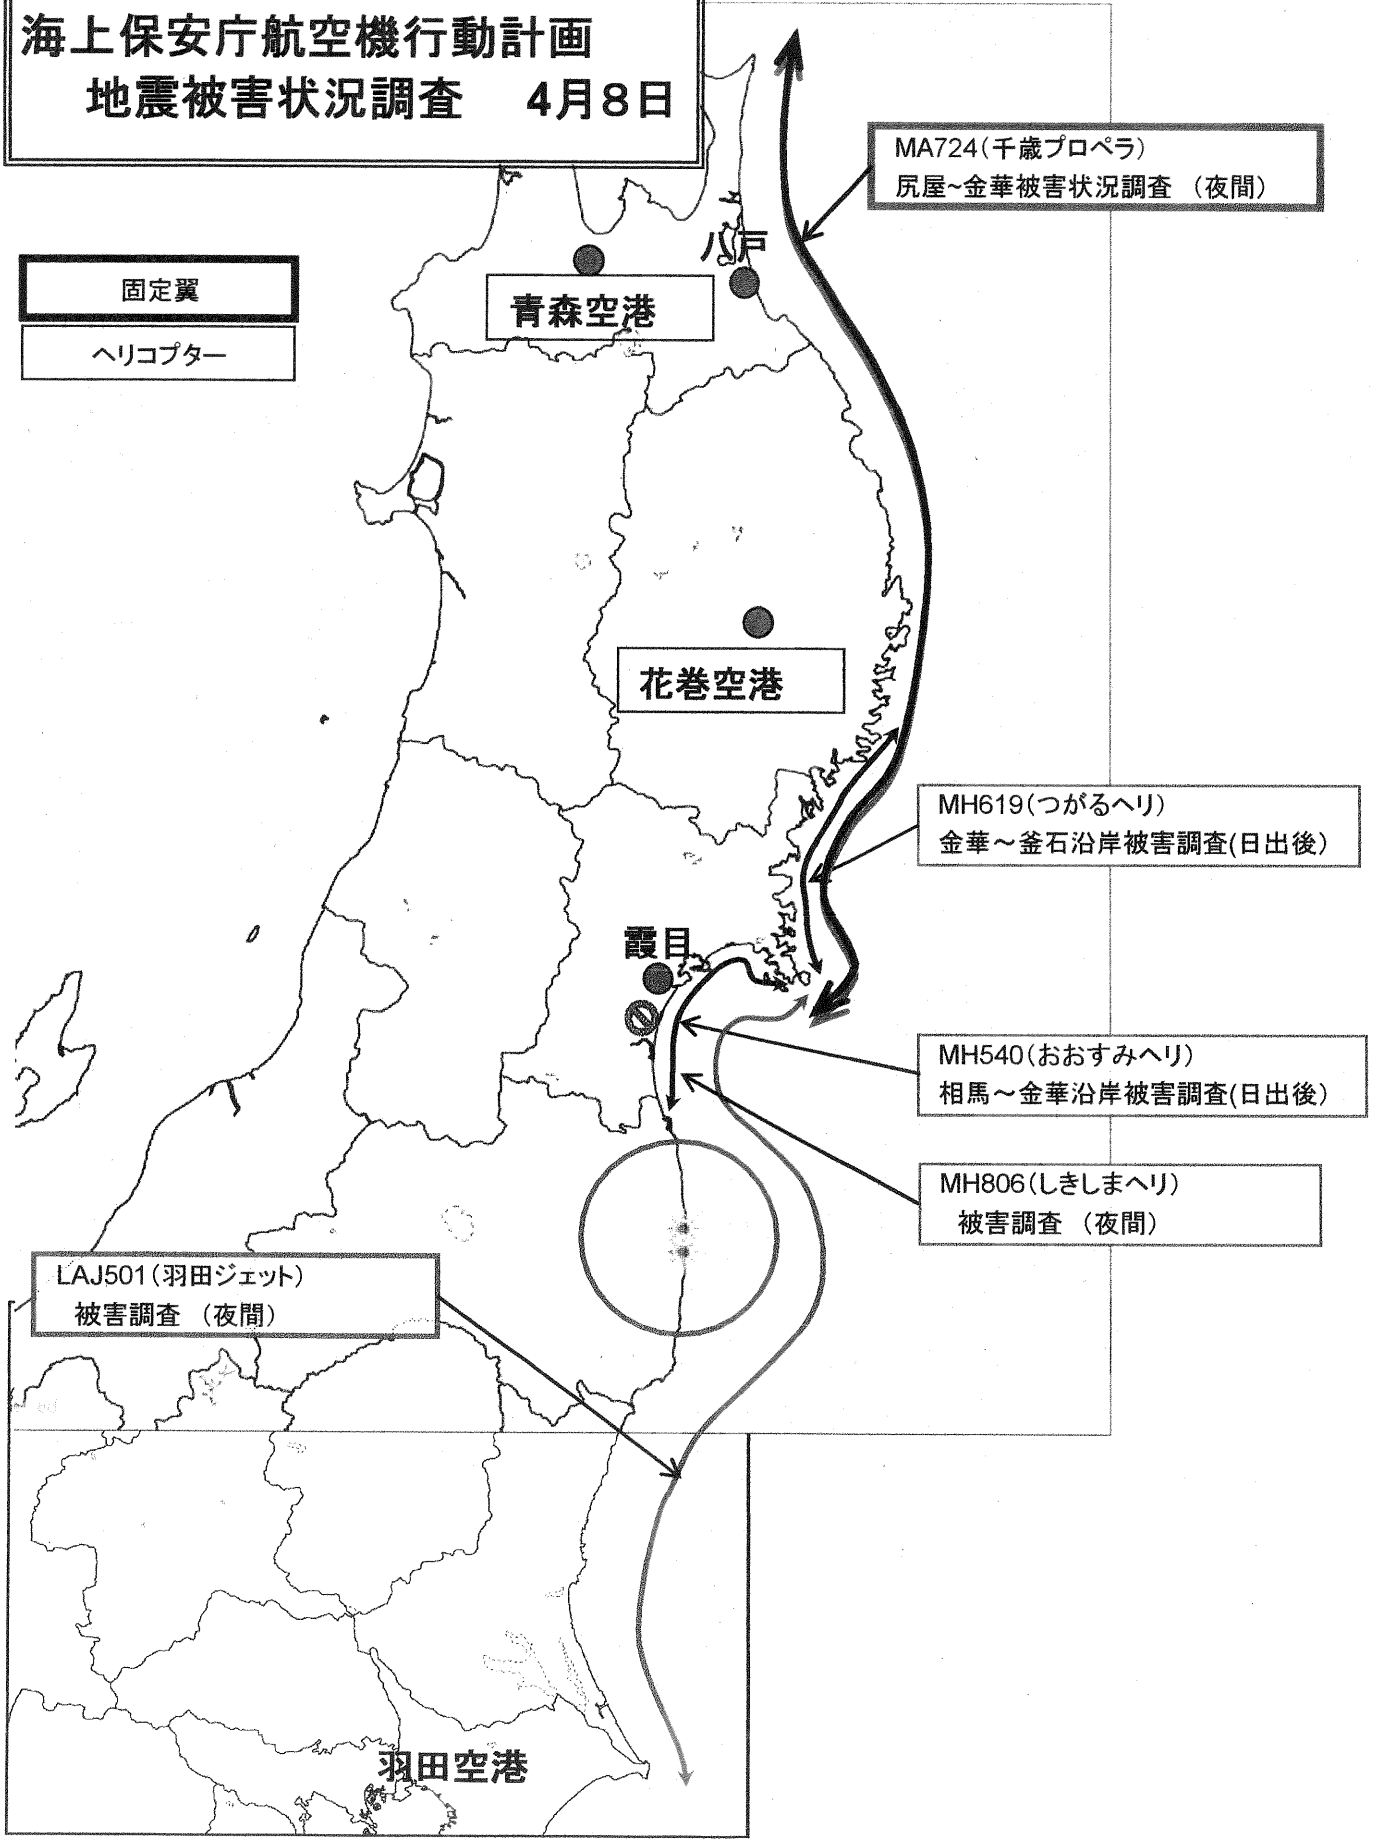 海上保安庁航空機行動計画
地震被害状況調査　4月8日
MA724(千歳プロペラ)
尻屋~金華被害状況調査 (夜間)
八戸
固定翼
青森空港
ヘリコプター
花巻空港
MH619(つがるヘリ)
金華～釜石沿岸被害調査(日出後)
霞目
MH540(おおすみヘリ)
相馬～金華沿岸被害調査(日出後)
MH806(しきしまヘリ)
被害調査 (夜間)
LAJ501(羽田ジェット)
被害調査 (夜間)
羽田空港